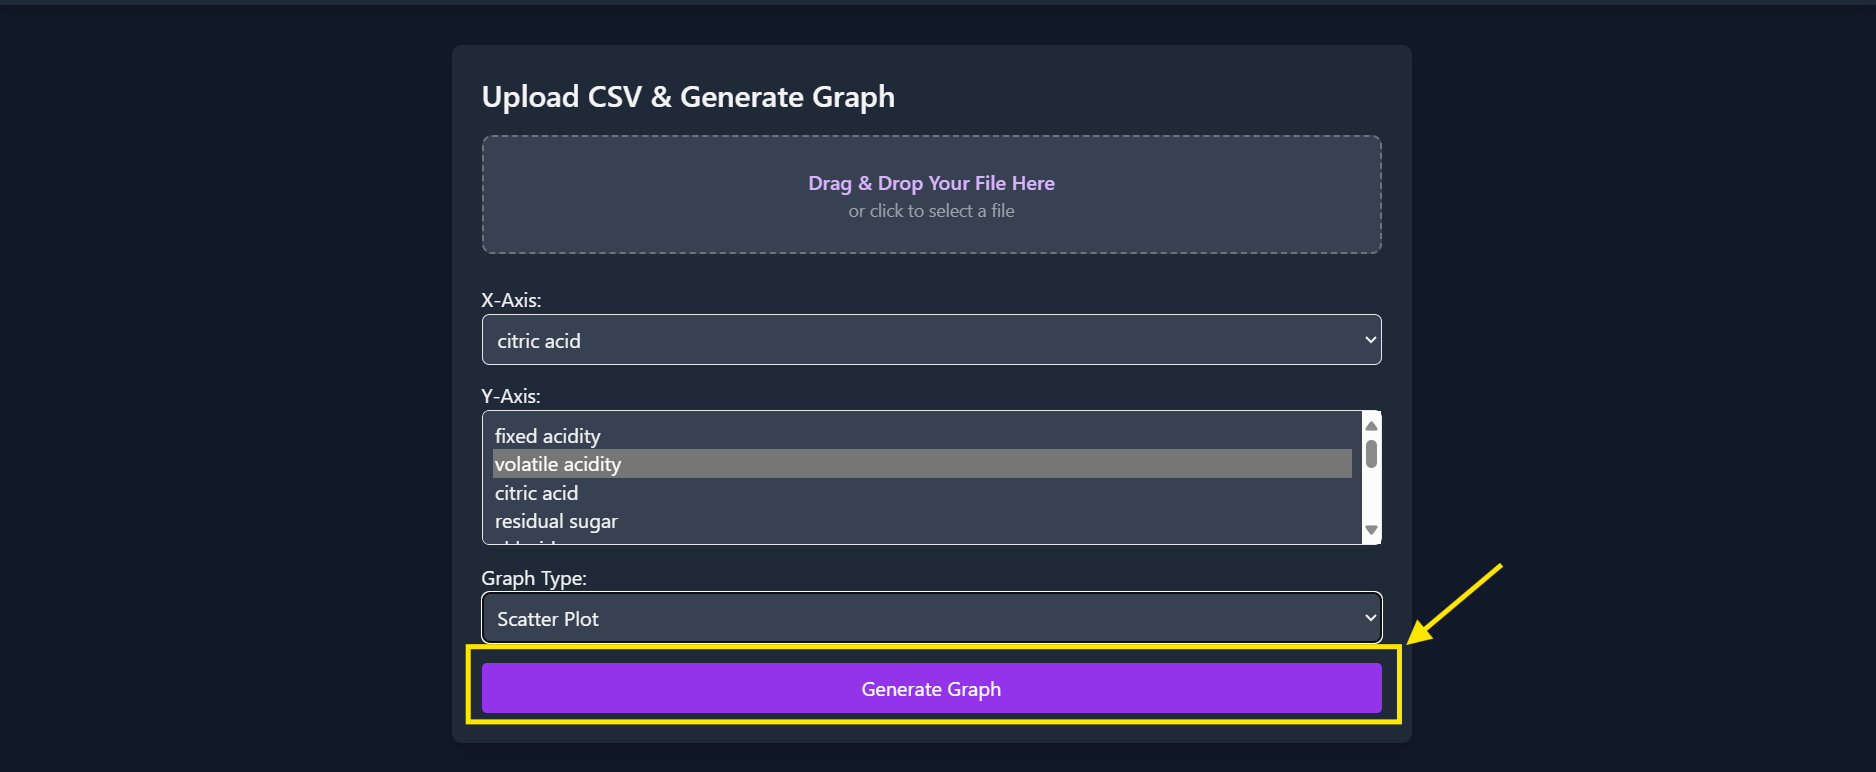 Upload CSV & Generate Graph
Drag & Drop Your File Here
or click to select a file
X-Axis:
citric acid
Y-Axis:
fixed acidity
volatile acidity
citric acid
residual sugar
Graph Type:
Scatter Plot
Generate Graph